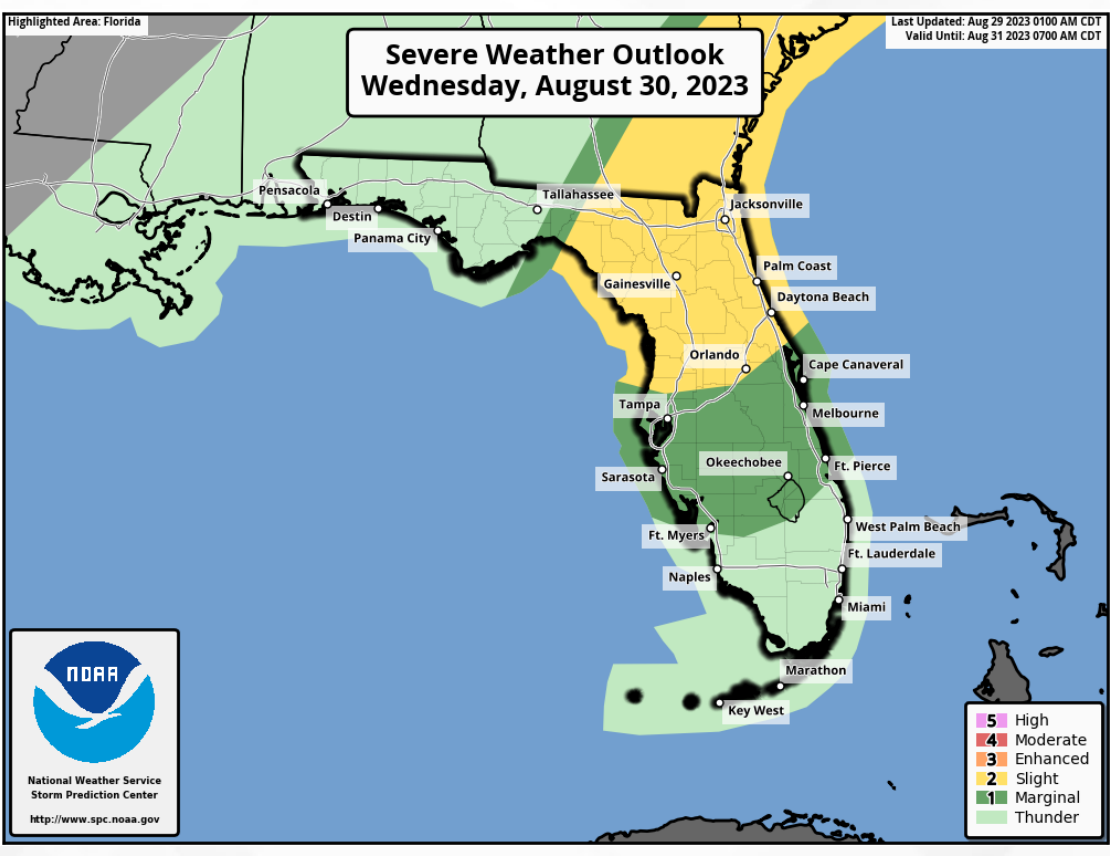 Highlighted Area: Florida
Last Updated: Aug 29 2023 0100 AM CDT
Valid Until: Aug 31 2023 0700 AM CDT
Severe Weather Outlook
Wednesday, August 30, 2023
Pensacola
Tallahassee
Destin
Jacksonville
Panama City
Palm Coast
Gainesville
Daytona Beach
Orlando
Cape Canaveral
Tampa
Melbourne
Okeechobee
Ft. Pierce
Sarasota
West Palm Beach
Ft. Myers
Ft. Lauderdale
Naples
Miami
Marathon
Key West
NOAA
National Weather Service
Storm Prediction Center
http://www.spc.noaa.gov
5 High
4 Moderate
3 Enhanced
2 Slight
1 Marginal
Thunder